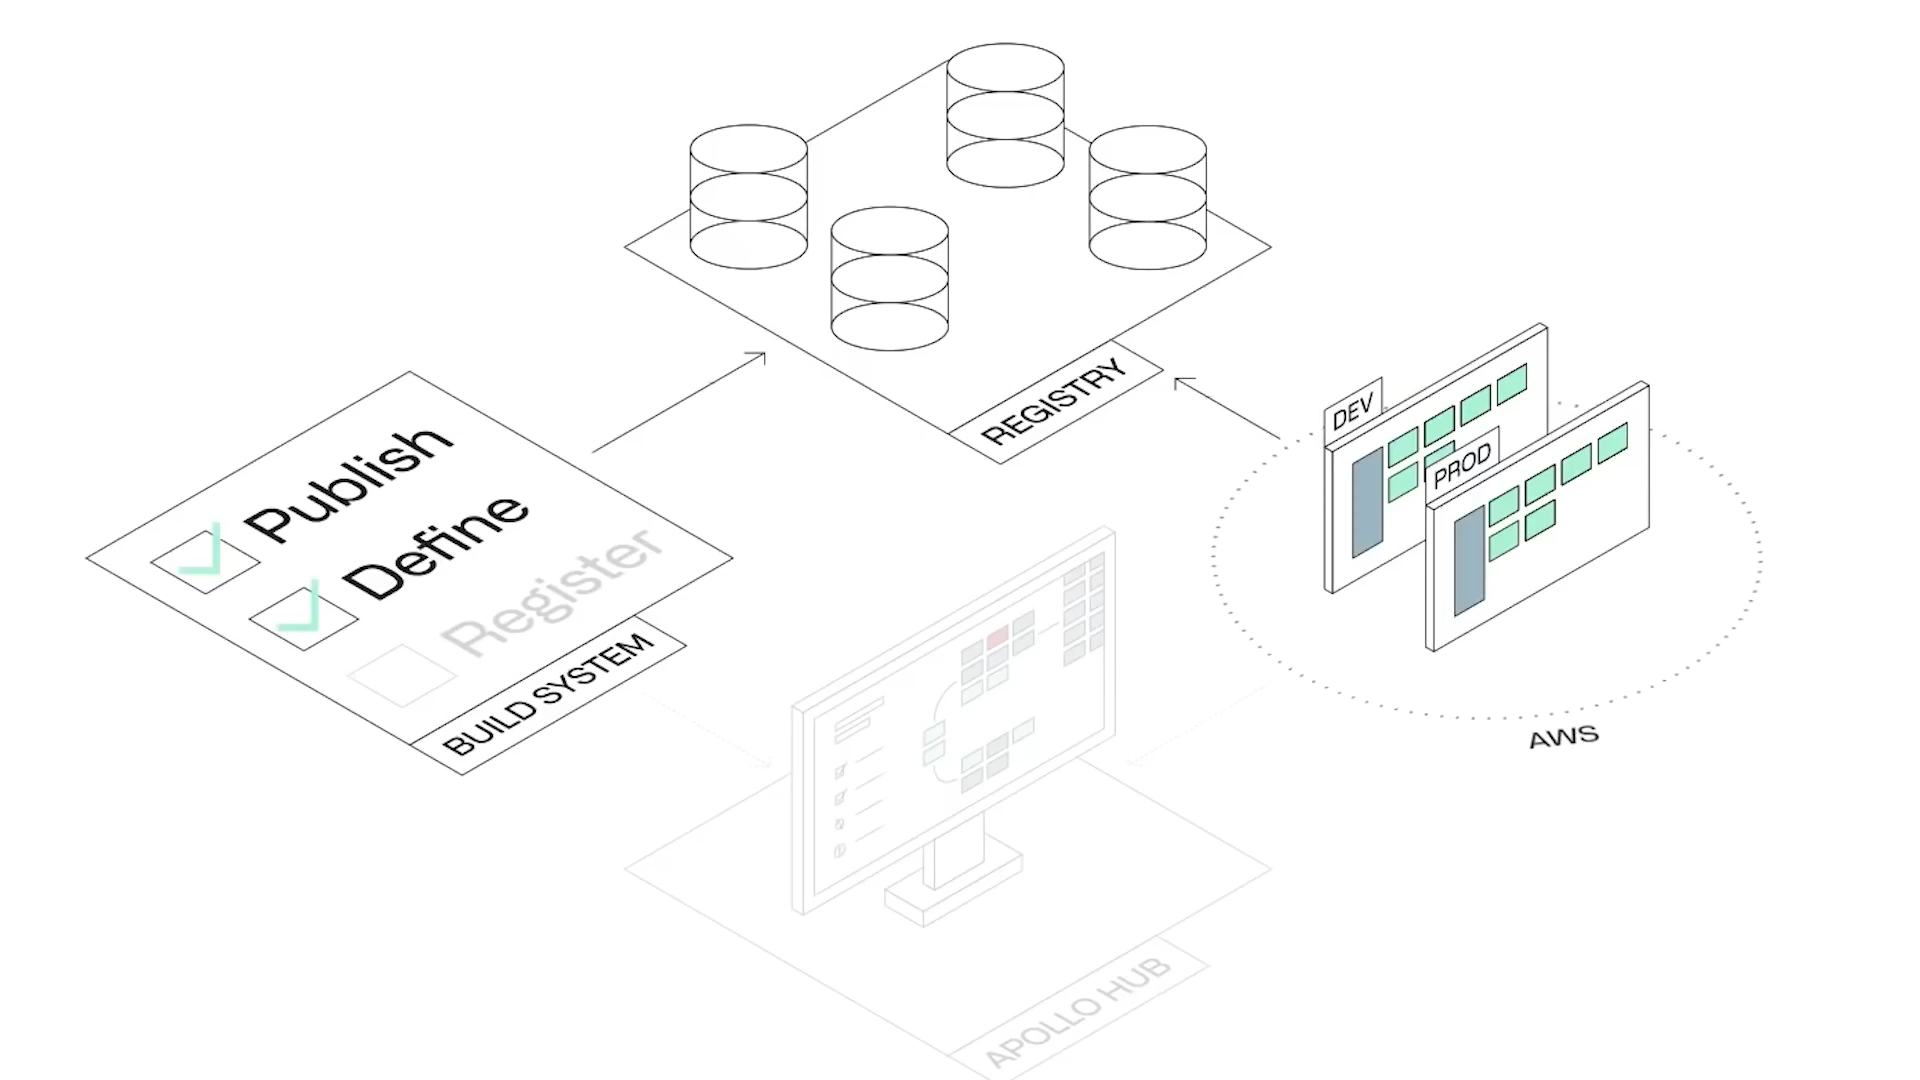 REGISTRY
DEV
PROD
Publish
Define
Register
BUILD SYSTEM
AWS
APOLLO HUB